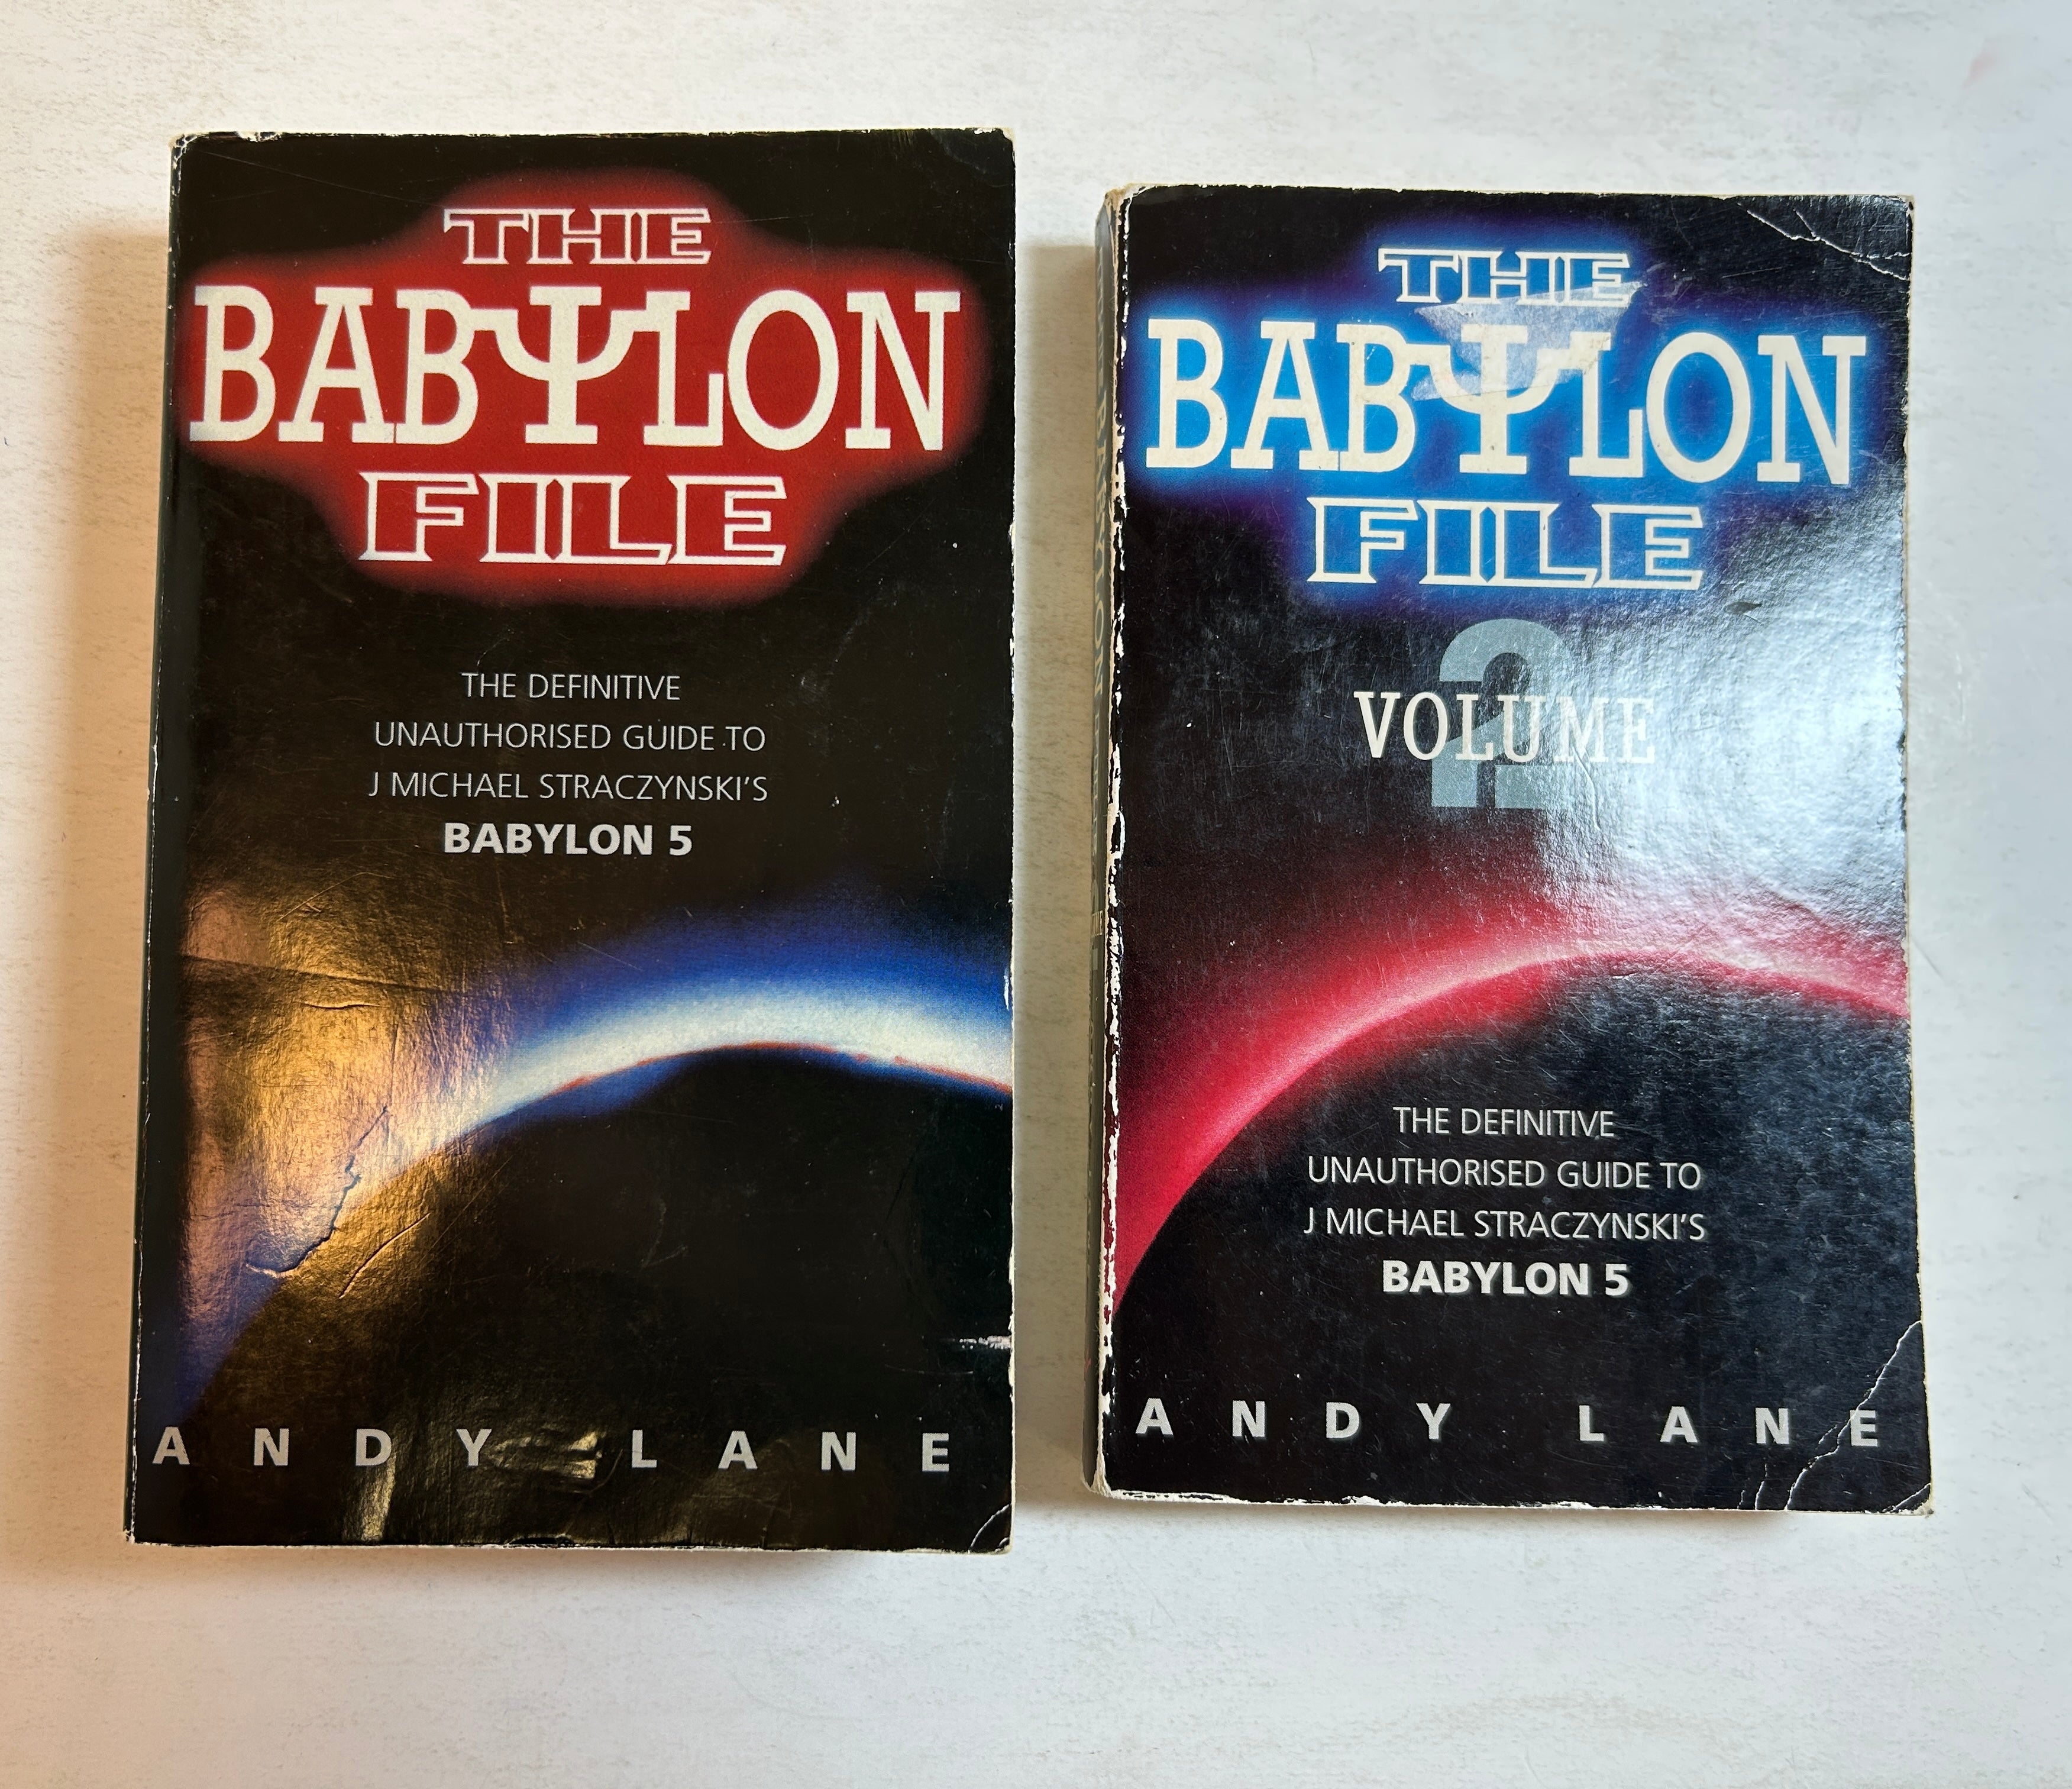 THE
BABYLON
FILE
THE DEFINITIVE
UNAUTHORISED GUIDE TO
J MICHAEL STRACZYNSKI'S
BABYLON 5
ANDY LANE
THE
BABYLON
FILE
2
VOLUME
THE DEFINITIVE
UNAUTHORISED GUIDE TO
J MICHAEL STRACZYNSKI'S
BABYLON 5
ANDY LANE